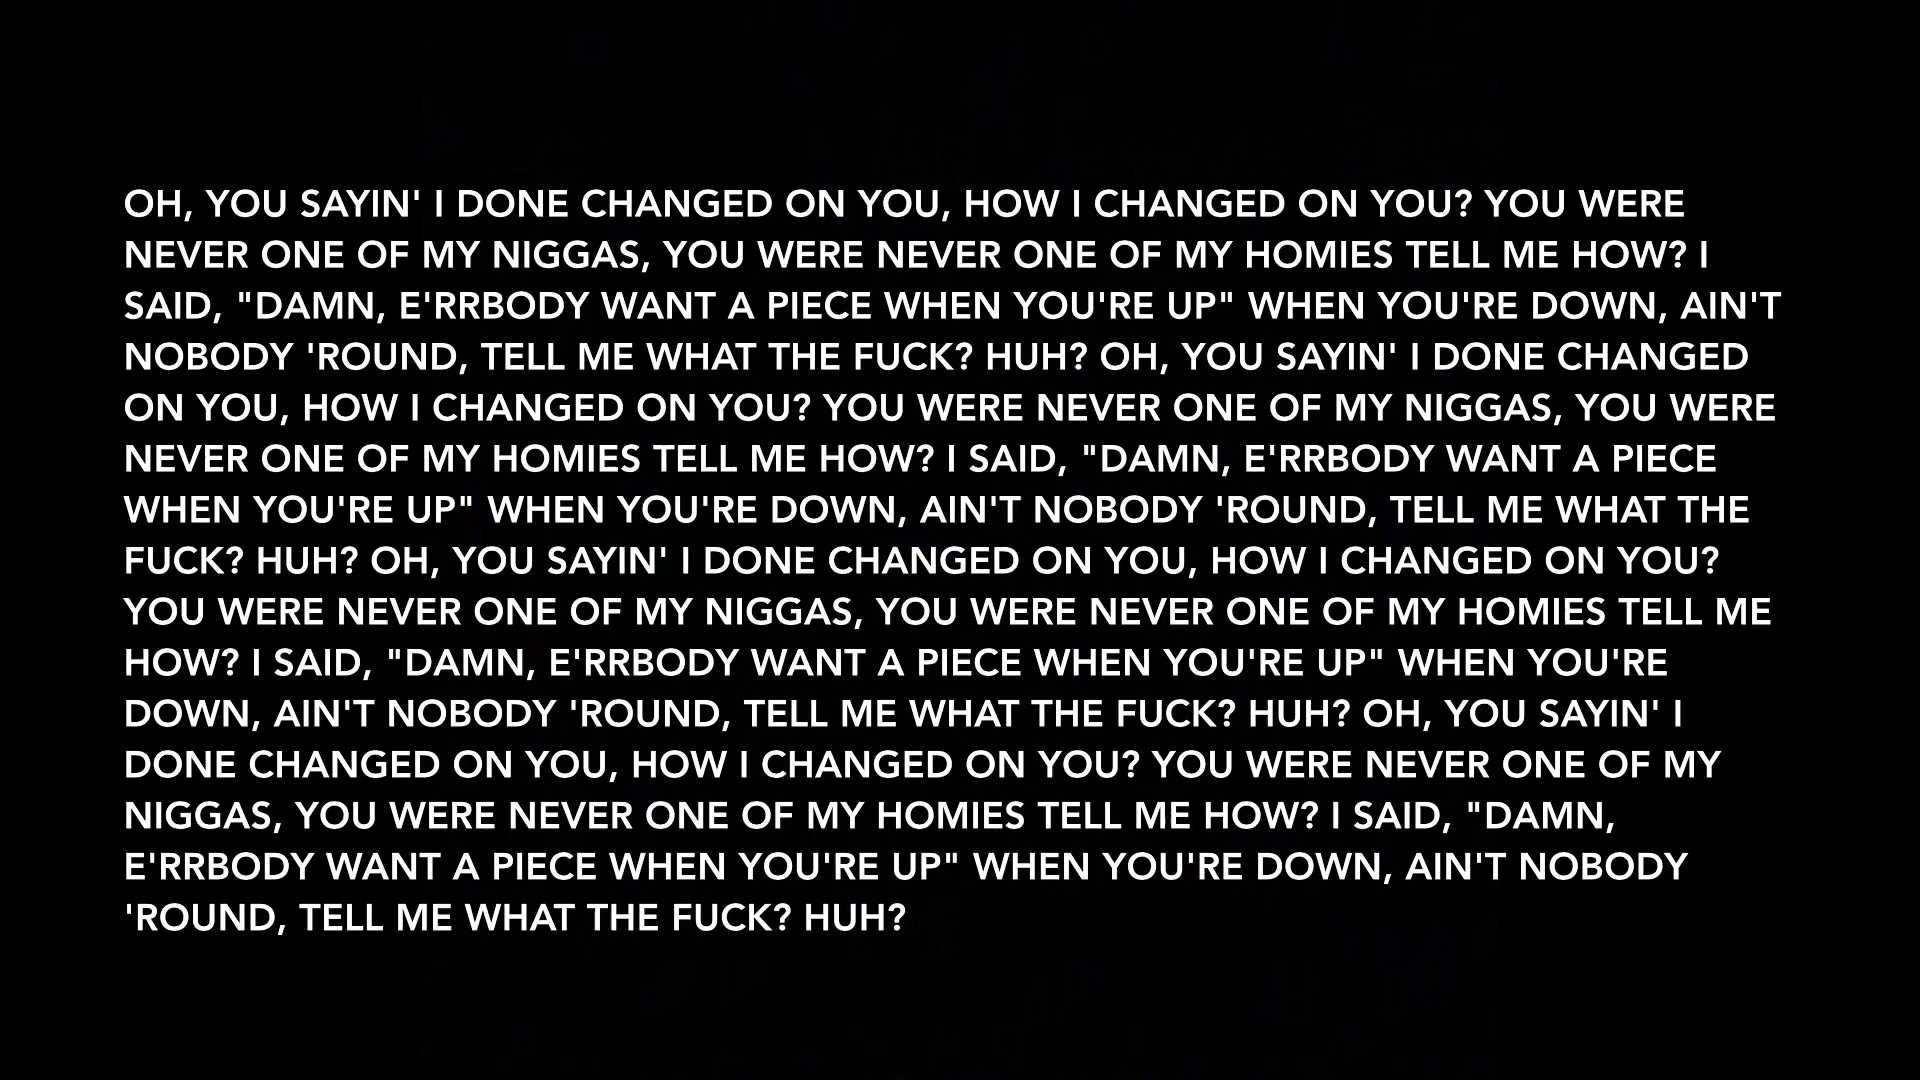 OH, YOU SAYIN' I DONE CHANGED ON YOU, HOW I CHANGED ON YOU? YOU WERE
NEVER ONE OF MY NIGGAS, YOU WERE NEVER ONE OF MY HOMIES TELL ME HOW? I
SAID, "DAMN, E'RRBODY WANT A PIECE WHEN YOU'RE UP" WHEN YOU'RE DOWN, AIN'T
NOBODY 'ROUND, TELL ME WHAT THE FUCK? HUH? OH, YOU SAYIN' I DONE CHANGED
ON YOU, HOW I CHANGED ON YOU? YOU WERE NEVER ONE OF MY NIGGAS, YOU WERE
NEVER ONE OF MY HOMIES TELL ME HOW? I SAID, "DAMN, E'RRBODY WANT A PIECE
WHEN YOU'RE UP" WHEN YOU'RE DOWN, AIN'T NOBODY 'ROUND, TELL ME WHAT THE
FUCK? HUH? OH, YOU SAYIN' I DONE CHANGED ON YOU, HOW I CHANGED ON YOU?
YOU WERE NEVER ONE OF MY NIGGAS, YOU WERE NEVER ONE OF MY HOMIES TELL ME
HOW? I SAID, "DAMN, E'RRBODY WANT A PIECE WHEN YOU'RE UP" WHEN YOU'RE
DOWN, AIN'T NOBODY 'ROUND, TELL ME WHAT THE FUCK? HUH? OH, YOU SAYIN' I
DONE CHANGED ON YOU, HOW I CHANGED ON YOU? YOU WERE NEVER ONE OF MY
NIGGAS, YOU WERE NEVER ONE OF MY HOMIES TELL ME HOW? I SAID, "DAMN,
E'RRBODY WANT A PIECE WHEN YOU'RE UP" WHEN YOU'RE DOWN, AIN'T NOBODY
'ROUND, TELL ME WHAT THE FUCK? HUH?